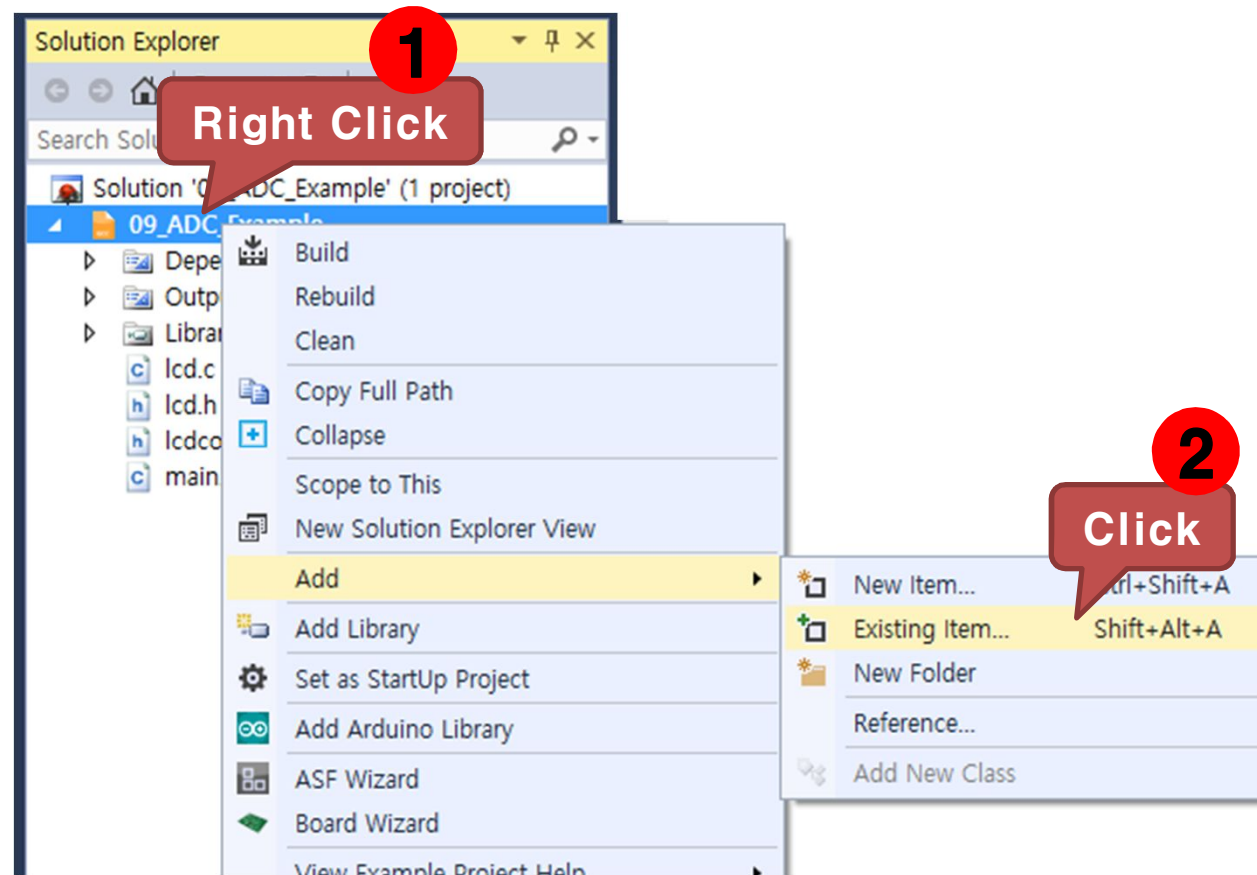 Solution Explorer
1
Right Click
Search Solu
Solution '0 ADC_Example' (1 project)
09_ADC_Example
Depe
Outp
Librar
lcd.c
lcd.h
lcdco
main.
Build
Rebuild
Clean
Copy Full Path
Collapse
Scope to This
New Solution Explorer View
Add
Add Library
Set as StartUp Project
Add Arduino Library
ASF Wizard
Board Wizard
View Example Project Help
2
Click
New Item... trl+Shift+A
Existing Item... Shift+Alt+A
New Folder
Reference...
Add New Class